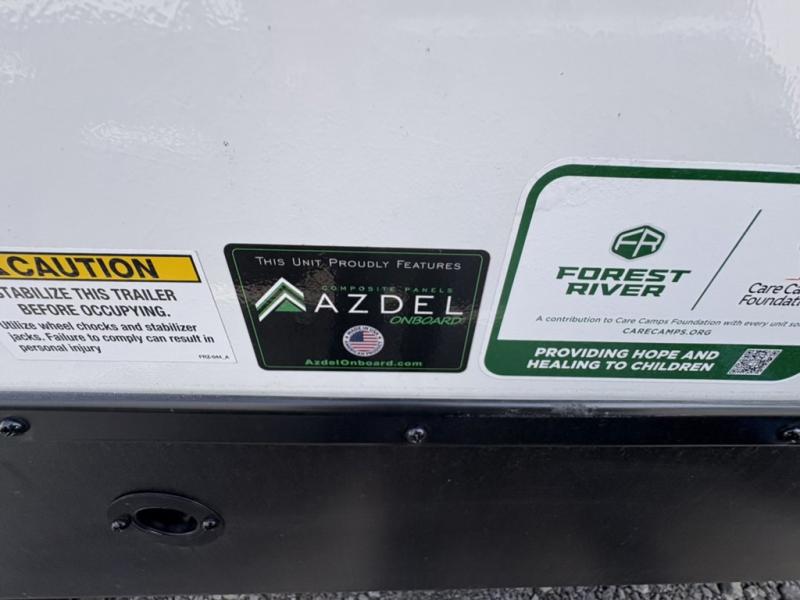 CAUTION
STABILIZE THIS TRAILER
BEFORE OCCUPYING.
Utilize wheel chocks and stabilizer
jacks. Failure to comply can result in
personal injury
THIS UNIT PROUDLY FEATURES
COMPOSITE PANELS
AZDEL
ONBOARD
MADE IN USA
AzdelOnboard.com
FR
FOREST
RIVER
Care Ca
Foundati
A contribution to Care Camps Foundation with every unit so
CARECAMPS.ORG
PROVIDING HOPE AND
HEALING TO CHILDREN